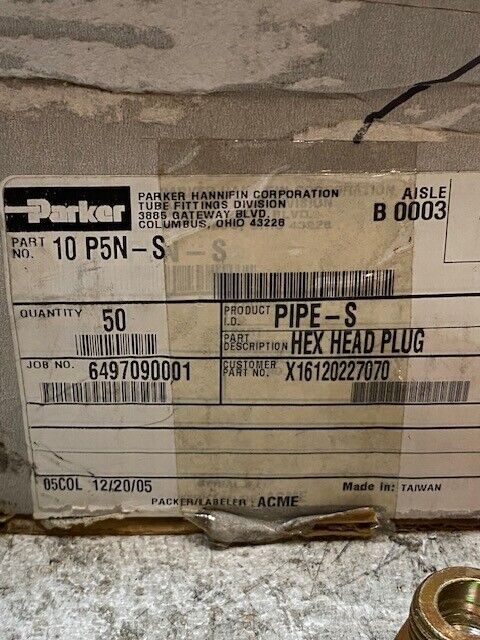 Parker
PARKER HANNIFIN CORPORATION
TUBE FITTINGS DIVISION
3885 GATEWAY BLVD.
COLUMBUS, OHIO 43228
AISLE
B 0003
PART NO. 10 P5N-S
QUANTITY 50
PRODUCT I.D. PIPE-S
PART DESCRIPTION HEX HEAD PLUG
JOB NO. 6497090001
CUSTOMER PART NO. X16120227070
05COL 12/20/05
Made in: TAIWAN
PACKER/LABELER: ACME